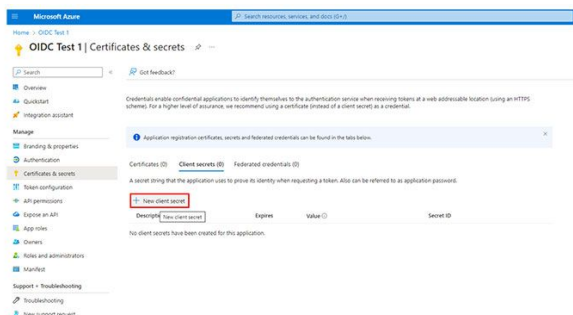 Microsoft Azure
Search resources, services, and docs (G+/)
Home > OIDC Test 1 >
OIDC Test 1 | Certificates & secrets
Search
Got feedback?
Overview
Quickstart
Integration assistant
Manage
Branding & properties
Authentication
Certificates & secrets
Token configuration
API permissions
Expose an API
App roles
Owners
Roles and administrators
Manifest
Support + Troubleshooting
Troubleshooting
New support request
Credentials enable confidential applications to identify themselves to the authentication service when receiving tokens at a web addressable location (using an HTTPS
scheme). For a higher level of assurance, we recommend using a certificate (instead of a client secret) as a credential.
Application registration certificates, secrets and federated credentials can be found in the tabs below.
Certificates (0) Client secrets (0) Federated credentials (0)
A secret string that the application uses to prove its identity when requesting a token. Also can be referred to as application password.
New client secret
New client secret
Expires Value Secret ID
No client secrets have been created for this application.